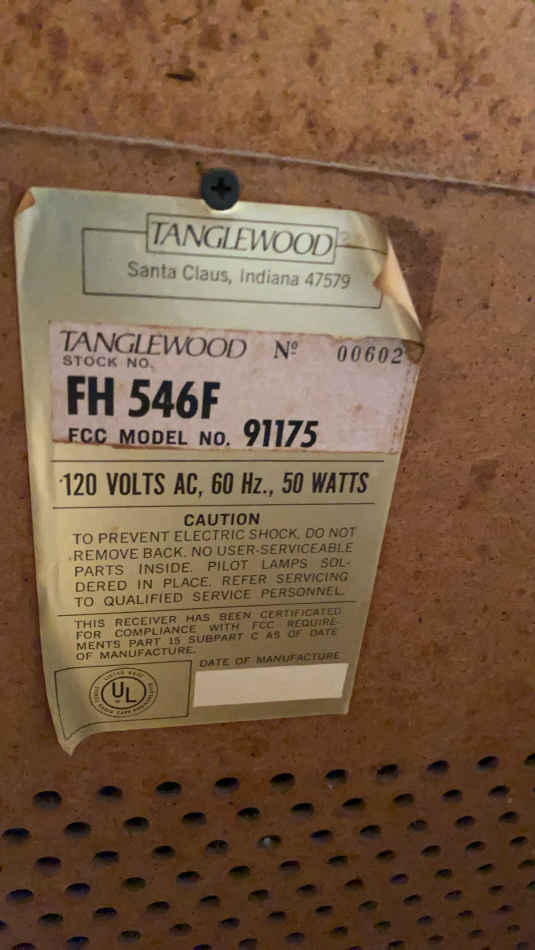 TANGLEWOOD
Santa Claus, Indiana 47579
TANGLEWOOD Nº 00602
STOCK NO.
FH 546F
FCC MODEL NO. 91175
120 VOLTS AC, 60 Hz., 50 WATTS
CAUTION
TO PREVENT ELECTRIC SHOCK, DO NOT
REMOVE BACK. NO USER-SERVICEABLE
PARTS INSIDE. PILOT LAMPS SOL-
DERED IN PLACE. REFER SERVICING
TO QUALIFIED SERVICE PERSONNEL.
THIS RECEIVER HAS BEEN CERTIFICATED
FOR COMPLIANCE WITH FCC REQUIRE-
MENTS PART 15 SUBPART C AS OF DATE
OF MANUFACTURE.
DATE OF MANUFACTURE
UL